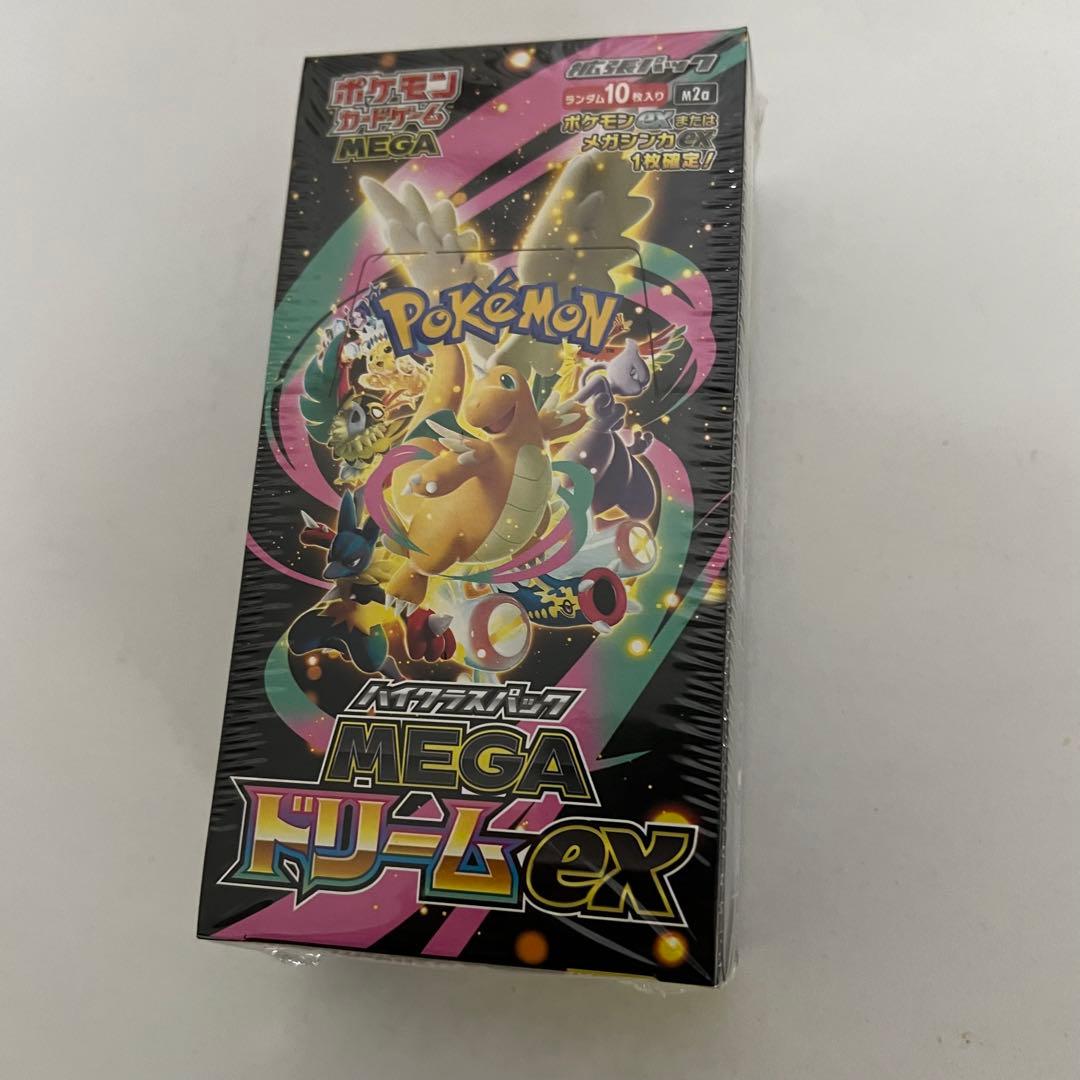 ポケモン
カードゲーム
MEGA
拡張パック
ランダム10枚入り M2a
ポケモンexまたは
メガシンカex
1枚確定！
POKéMON
ハイクラスパック
MEGA
ドリームex